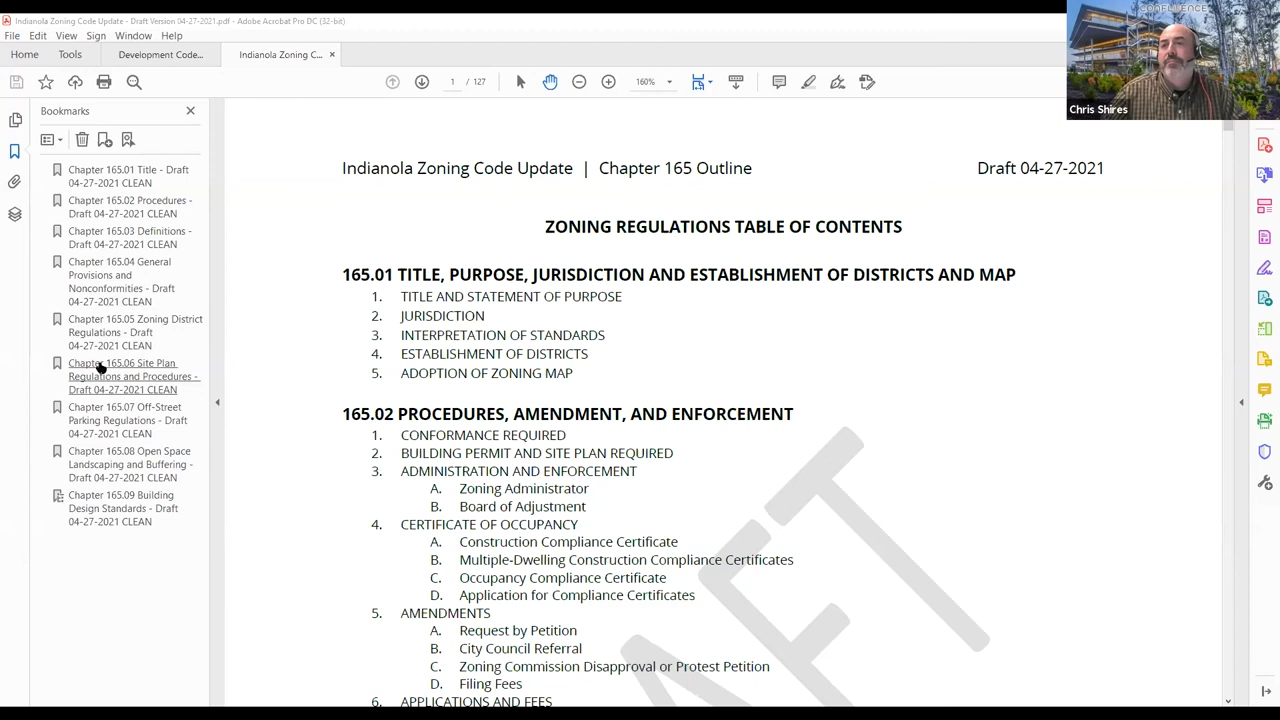 Indianola Zoning Code Update - Draft Version 04-27-2021.pdf - Adobe Acrobat Pro DC (32-bit)
CONFLUENCE
File Edit View Sign Window Help
Home Tools Development Code... Indianola Zoning C... ×
1 / 127 160%
Chris Shires
Bookmarks
Chapter 165.01 Title - Draft
04-27-2021 CLEAN
Chapter 165.02 Procedures -
Draft 04-27-2021 CLEAN
Chapter 165.03 Definitions -
Draft 04-27-2021 CLEAN
Chapter 165.04 General
Provisions and
Nonconformities - Draft
04-27-2021 CLEAN
Chapter 165.05 Zoning District
Regulations - Draft
04-27-2021 CLEAN
Chapter 165.06 Site Plan
Regulations and Procedures -
Draft 04-27-2021 CLEAN
Chapter 165.07 Off-Street
Parking Regulations - Draft
04-27-2021 CLEAN
Chapter 165.08 Open Space
Landscaping and Buffering -
Draft 04-27-2021 CLEAN
Chapter 165.09 Building
Design Standards - Draft
04-27-2021 CLEAN
Indianola Zoning Code Update | Chapter 165 Outline Draft 04-27-2021
ZONING REGULATIONS TABLE OF CONTENTS
165.01 TITLE, PURPOSE, JURISDICTION AND ESTABLISHMENT OF DISTRICTS AND MAP
1. TITLE AND STATEMENT OF PURPOSE
2. JURISDICTION
3. INTERPRETATION OF STANDARDS
4. ESTABLISHMENT OF DISTRICTS
5. ADOPTION OF ZONING MAP
165.02 PROCEDURES, AMENDMENT, AND ENFORCEMENT
1. CONFORMANCE REQUIRED
2. BUILDING PERMIT AND SITE PLAN REQUIRED
3. ADMINISTRATION AND ENFORCEMENT
A. Zoning Administrator
B. Board of Adjustment
4. CERTIFICATE OF OCCUPANCY
A. Construction Compliance Certificate
B. Multiple-Dwelling Construction Compliance Certificates
C. Occupancy Compliance Certificate
D. Application for Compliance Certificates
5. AMENDMENTS
A. Request by Petition
B. City Council Referral
C. Zoning Commission Disapproval or Protest Petition
D. Filing Fees
6. APPLICATIONS AND FEES
AFT